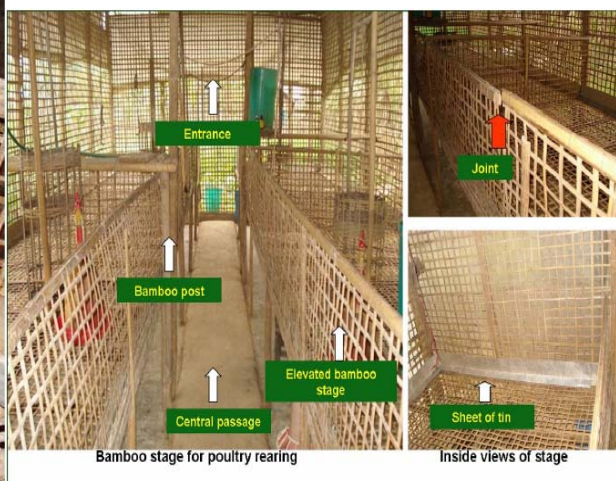 Entrance
Joint
Bamboo post
Elevated bamboo
stage
Central passage
Sheet of tin
Bamboo stage for poultry rearing
Inside views of stage